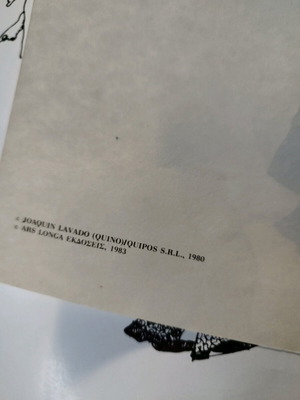 © JOAQUIN LAVADO (QUINO)/QUIPOS S.R.L., 1980
© ARS LONGA ΕΚΔΟΣΕΙΣ, 1983